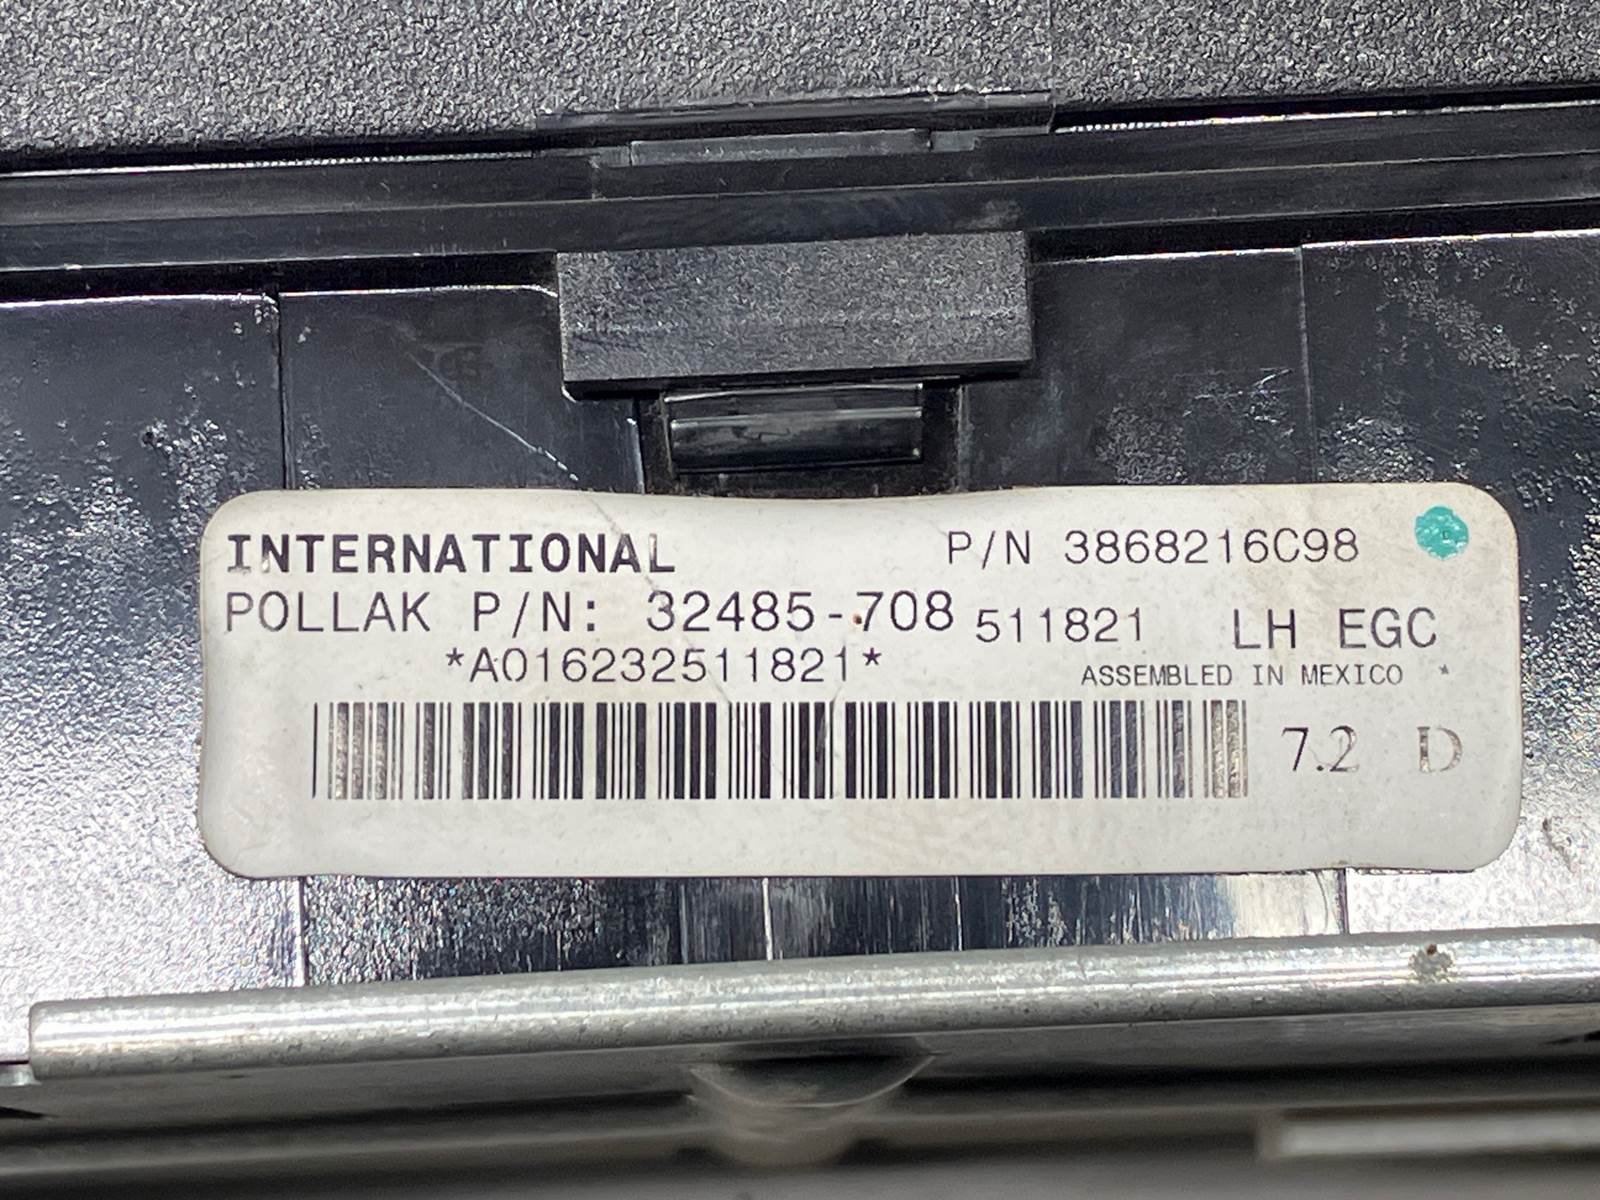 INTERNATIONAL P/N 3868216C98
POLLAK P/N: 32485-708 511821 LH EGC
*A016232511821* ASSEMBLED IN MEXICO *
7.2 D